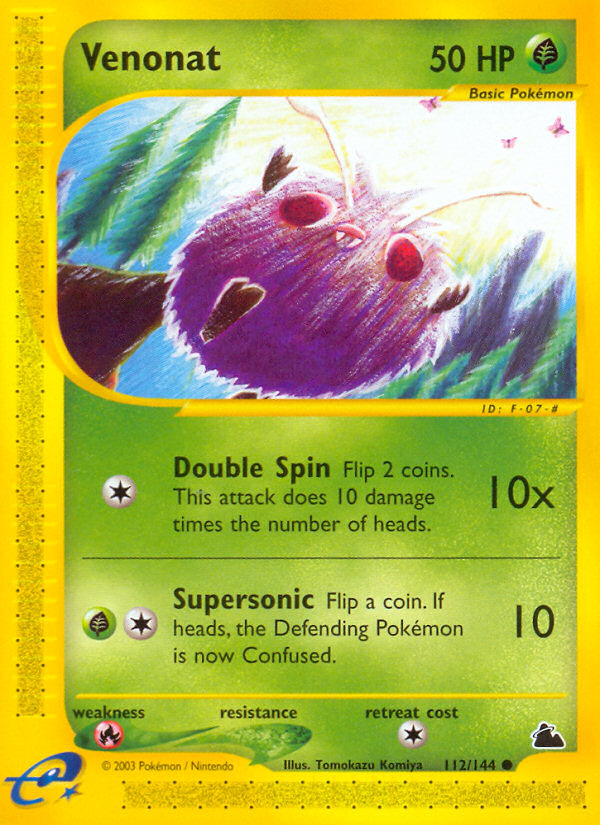 Venonat 50 HP
Basic Pokémon
ID: F-07-#
Double Spin Flip 2 coins.
This attack does 10 damage
times the number of heads.
10x
Supersonic Flip a coin. If
heads, the Defending Pokémon
is now Confused.
10
weakness resistance retreat cost
© 2003 Pokémon / Nintendo Illus. Tomokazu Komiya 112/144
e